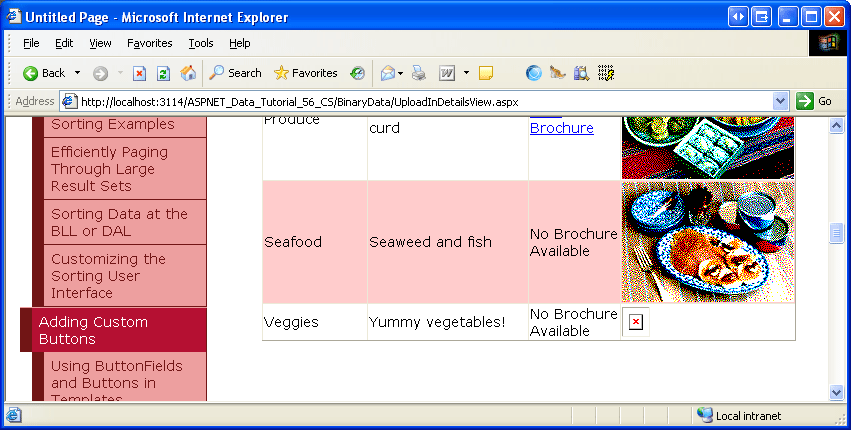 Untitled Page - Microsoft Internet Explorer
File Edit View Favorites Tools Help
Back Search Favorites
Address http://localhost:3114/ASPNET_Data_Tutorial_56_CS/BinaryData/UploadInDetailsView.aspx Go
Sorting Examples
Efficiently Paging
Through Large
Result Sets
Sorting Data at the
BLL or DAL
Customizing the
Sorting User
Interface
Adding Custom
Buttons
Using ButtonFields
and Buttons in
Templates
Produce
curd
Brochure
Seafood
Seaweed and fish
No Brochure
Available
Veggies
Yummy vegetables!
No Brochure
Available
Local intranet